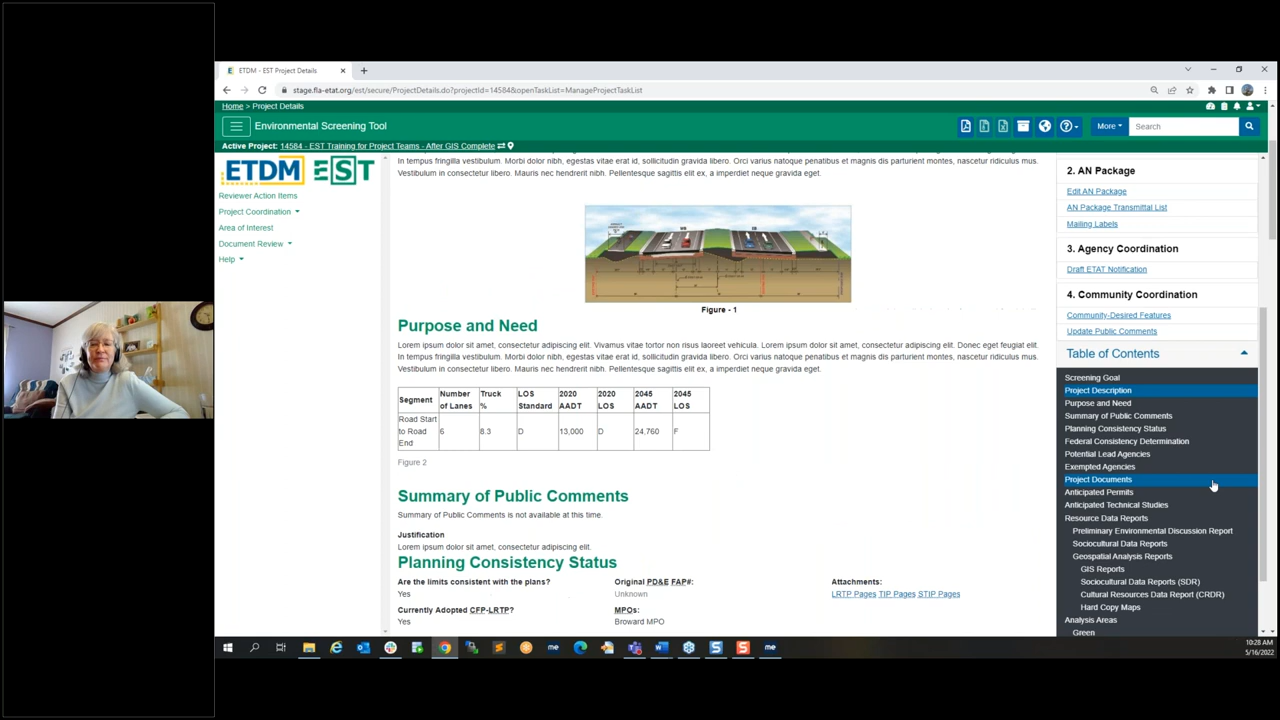 ETDM - EST Project Details
stage.fla-etat.org/est/secure/ProjectDetails.do?projectId=14584&openTaskList=ManageProjectTaskList
Home > Project Details
Environmental Screening Tool
More
Search
Active Project: 14584 - EST Training for Project Teams - After GIS Complete
ETDM EST
Reviewer Action Items
Project Coordination
Area of Interest
Document Review
Help
In tempus fringilla vestibulum. Morbi dolor nibh, egestas vitae erat id, sollicitudin gravida libero. Orci varius natoque penatibus et magnis dis parturient montes, nascetur ridiculus mus.
Vestibulum in consectetur libero. Mauris nec hendrerit nibh. Pellentesque sagittis elit ex, a imperdiet neque gravida eget.
Figure - 1
Purpose and Need
Lorem ipsum dolor sit amet, consectetur adipiscing elit. Vivamus vitae tortor non risus laoreet vehicula. Lorem ipsum dolor sit amet, consectetur adipiscing elit. Donec eget feugiat elit.
In tempus fringilla vestibulum. Morbi dolor nibh, egestas vitae erat id, sollicitudin gravida libero. Orci varius natoque penatibus et magnis dis parturient montes, nascetur ridiculus mus.
Vestibulum in consectetur libero. Mauris nec hendrerit nibh. Pellentesque sagittis elit ex, a imperdiet neque gravida eget.
Segment Number of Lanes Truck % LOS Standard 2020 AADT 2020 LOS 2045 AADT 2045 LOS
Road Start to Road End 6 8.3 D 13,000 D 24,760 F
Figure 2
Summary of Public Comments
Summary of Public Comments is not available at this time.
Justification
Lorem ipsum dolor sit amet, consectetur adipiscing elit.
Planning Consistency Status
Are the limits consistent with the plans? Original PD&E FAP#: Attachments:
Yes Unknown LRTP Pages TIP Pages STIP Pages
Currently Adopted CFP-LRTP? MPOs:
Yes Broward MPO
2. AN Package
Edit AN Package
AN Package Transmittal List
Mailing Labels
3. Agency Coordination
Draft ETAT Notification
4. Community Coordination
Community-Desired Features
Update Public Comments
Table of Contents
Screening Goal
Project Description
Purpose and Need
Summary of Public Comments
Planning Consistency Status
Federal Consistency Determination
Potential Lead Agencies
Exempted Agencies
Project Documents
Anticipated Permits
Anticipated Technical Studies
Resource Data Reports
Preliminary Environmental Discussion Report
Sociocultural Data Reports
Geospatial Analysis Reports
GIS Reports
Sociocultural Data Reports (SDR)
Cultural Resources Data Report (CRDR)
Hard Copy Maps
Analysis Areas
Green
10:28 AM
5/16/2022